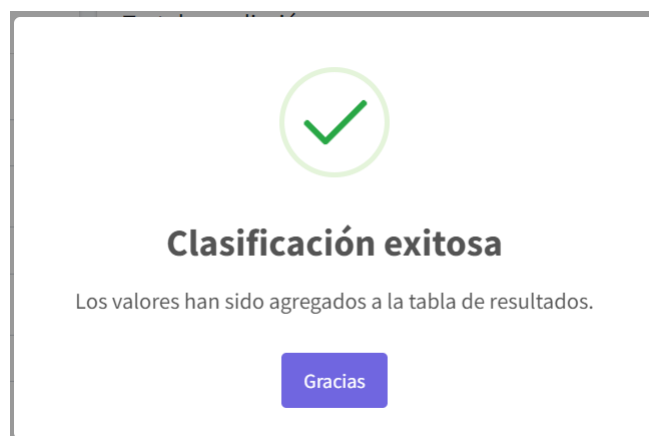 Clasificación exitosa
Los valores han sido agregados a la tabla de resultados.
Gracias